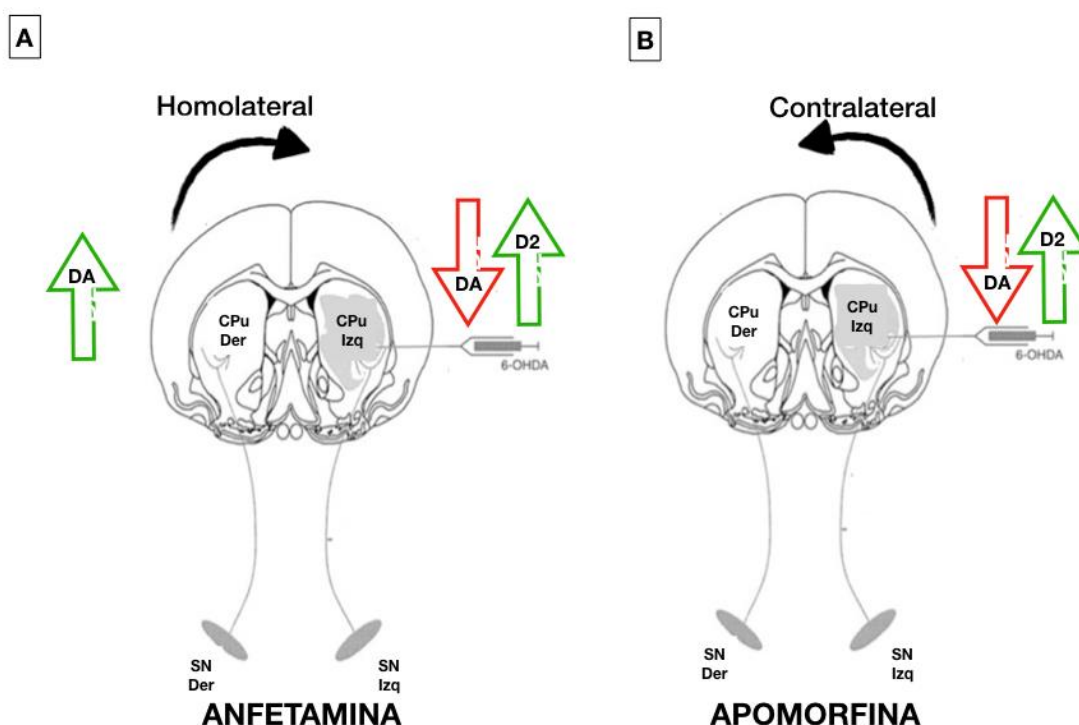 A
Homolateral
DA
DA
D2
CPu
Der
CPu
Izq
6-OHDA
SN
Der
SN
Izq
ANFETAMINA
B
Contralateral
DA
D2
CPu
Der
CPu
Izq
6-OHDA
SN
Der
SN
Izq
APOMORFINA